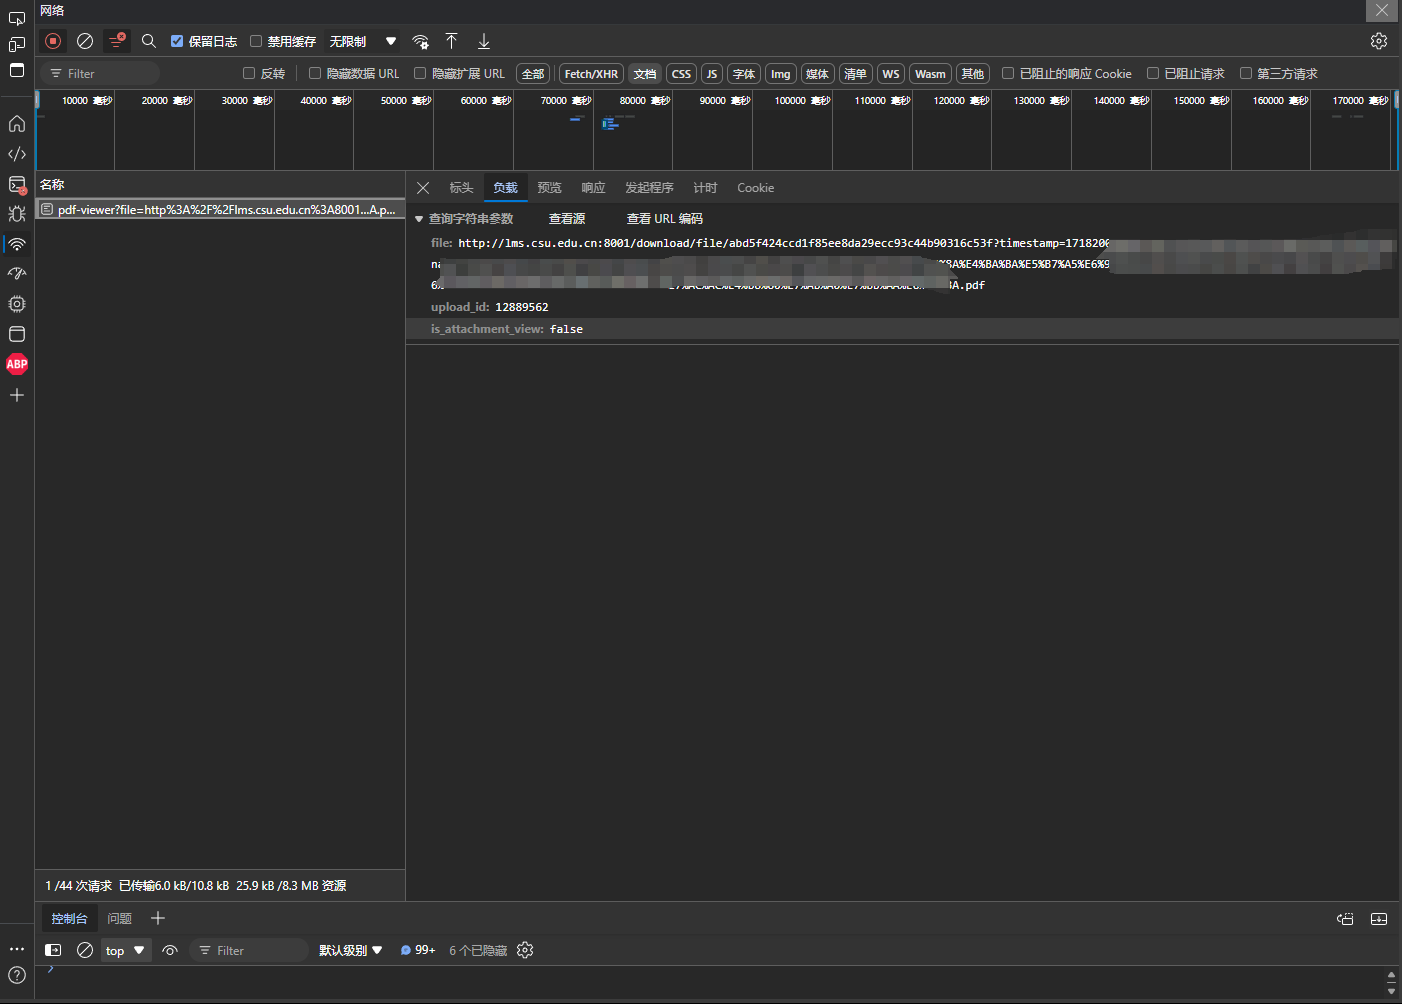 网络
保留日志 禁用缓存 无限制
Filter 反转 隐藏数据 URL 隐藏扩展 URL 全部 Fetch/XHR 文档 CSS JS 字体 Img 媒体 清单 WS Wasm 其他 已阻止的响应 Cookie 已阻止请求 第三方请求
10000 毫秒 20000 毫秒 30000 毫秒 40000 毫秒 50000 毫秒 60000 毫秒 70000 毫秒 80000 毫秒 90000 毫秒 100000 毫秒 110000 毫秒 120000 毫秒 130000 毫秒 140000 毫秒 150000 毫秒 160000 毫秒 170000 毫秒
名称
标头 负载 预览 响应 发起程序 计时 Cookie
pdf-viewer?file=http%3A%2F%2Flms.csu.edu.cn%3A8001...A.p...
查询字符串参数 查看源 查看 URL 编码
file: http://lms.csu.edu.cn:8001/download/file/abd5f424ccd1f85ee8da29ecc93c44b90316c53f?timestamp=1718200
na %8A%E4%BA%BA%E5%B7%A5%E6%9
A.pdf
upload_id: 12889562
is_attachment_view: false
ABP
1 /44 次请求 已传输6.0 kB/10.8 kB 25.9 kB /8.3 MB 资源
控制台 问题
top Filter 默认级别 99+ 6 个已隐藏